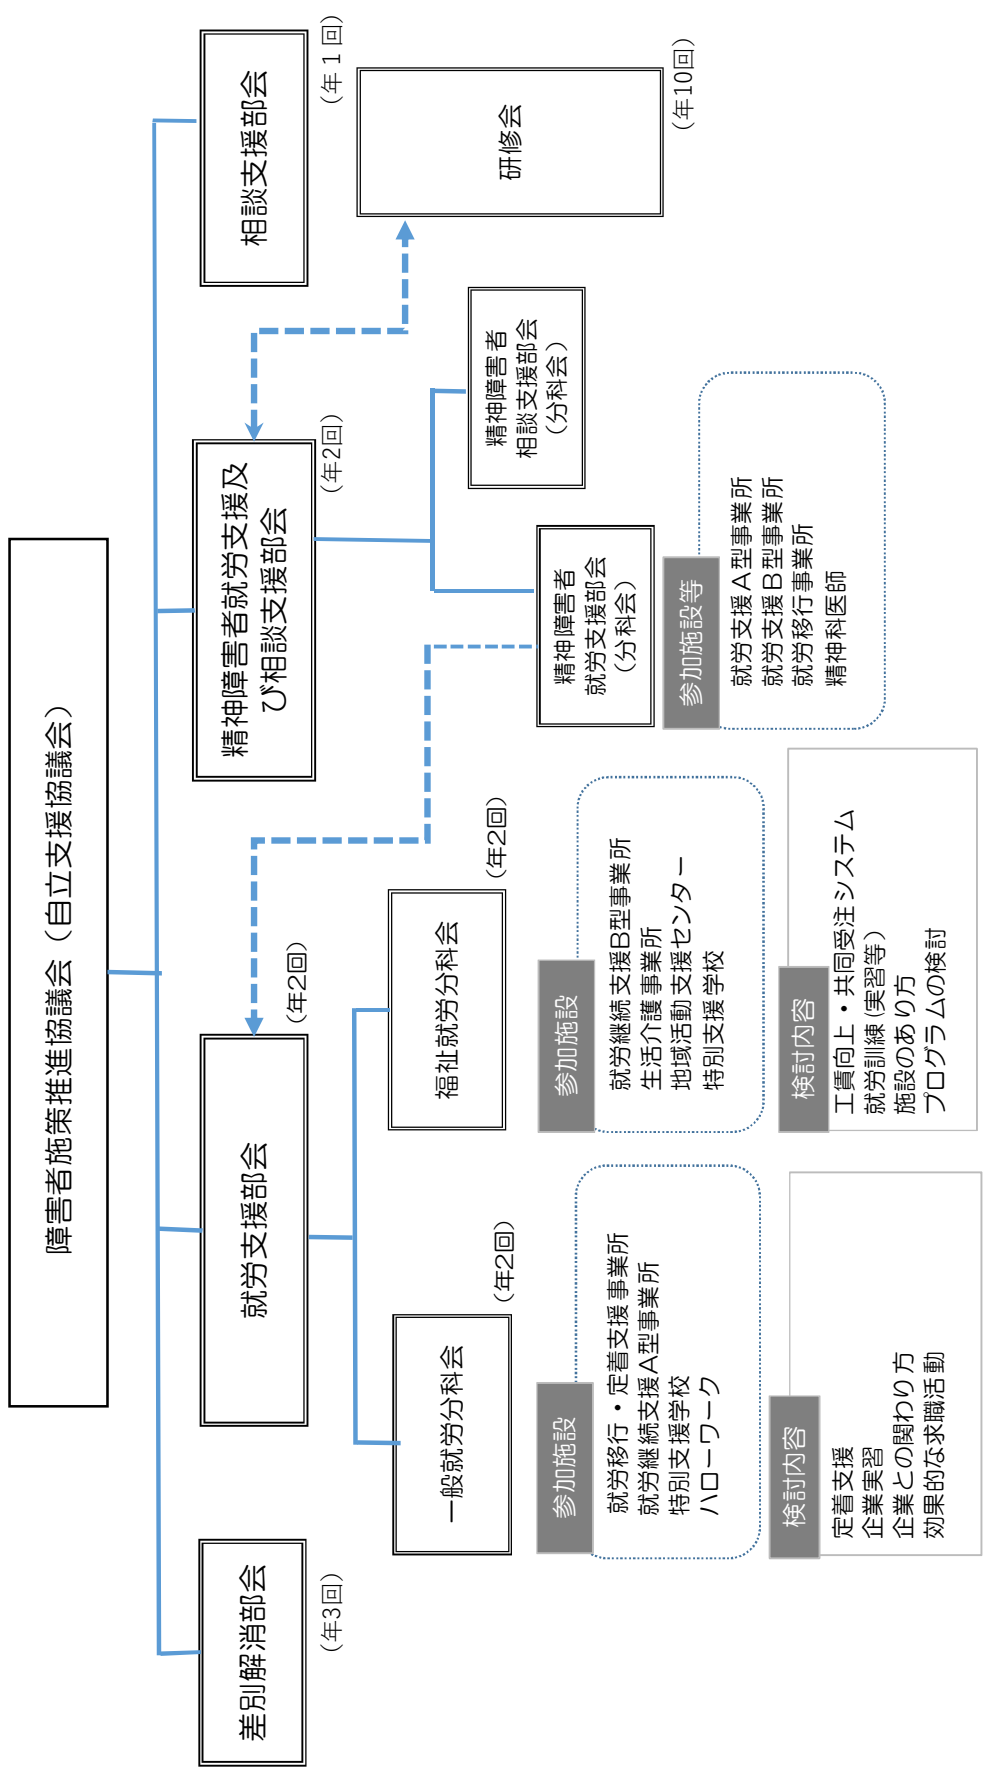 障害者施策推進協議会（自立支援協議会）
差別解消部会
（年3回）
就労支援部会
（年2回）
精神障害者就労支援及
び相談支援部会
（年2回）
相談支援部会
（年１回）
研修会
（年10回）
一般就労分科会
（年2回）
福祉就労分科会
（年2回）
精神障害者
就労支援部会
（分科会）
精神障害者
相談支援部会
（分科会）
参加施設
就労移行・定着支援事業所
就労継続支援Ａ型事業所
特別支援学校
ハローワーク
参加施設
就労継続支援Ｂ型事業所
生活介護事業所
地域活動支援センター
特別支援学校
参加施設等
就労支援Ａ型事業所
就労支援Ｂ型事業所
就労移行事業所
精神科医師
検討内容
定着支援
企業実習
企業との関わり方
効果的な求職活動
検討内容
工賃向上・共同受注システム
就労訓練（実習等）
施設のあり方
プログラムの検討